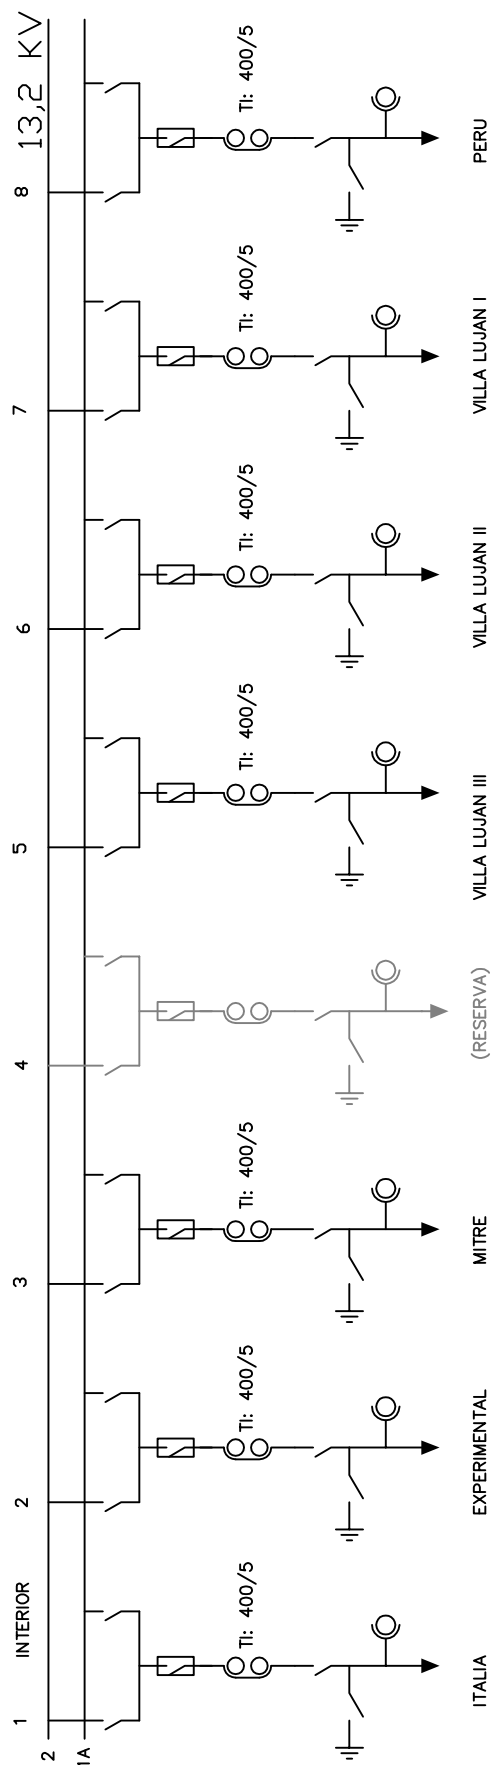 2
1A
INTERIOR
13,2 KV
1
2
3
4
5
6
7
8
TI: 400/5
TI: 400/5
TI: 400/5
TI: 400/5
TI: 400/5
TI: 400/5
TI: 400/5
ITALIA
EXPERIMENTAL
MITRE
(RESERVA)
VILLA LUJAN III
VILLA LUJAN II
VILLA LUJAN I
PERU